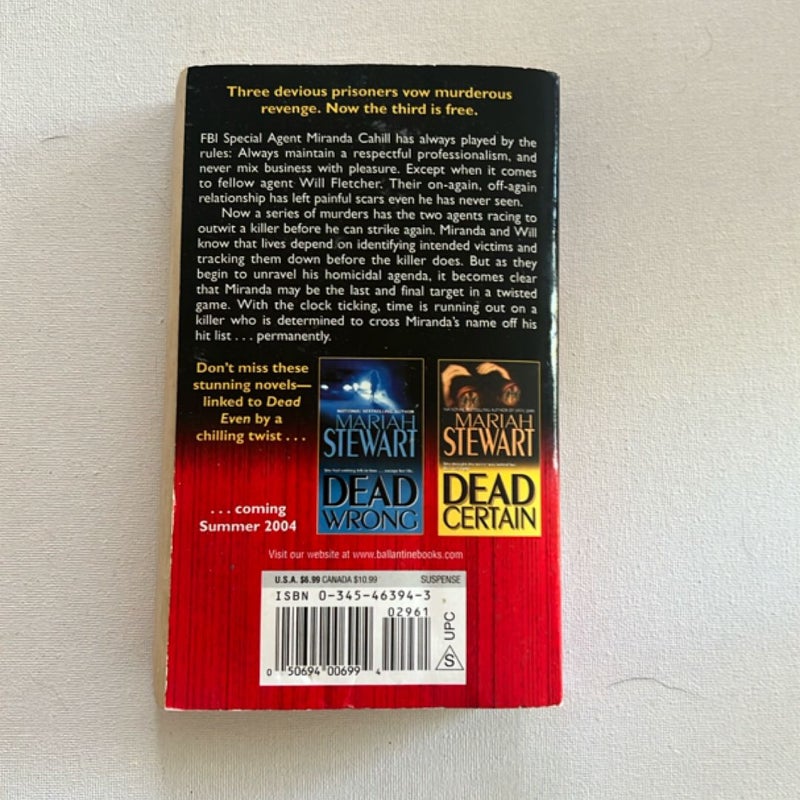 Three devious prisoners vow murderous
revenge. Now the third is free.
FBI Special Agent Miranda Cahill has always played by the
rules: Always maintain a respectful professionalism, and
never mix business with pleasure. Except when it comes
to fellow agent Will Fletcher. Their on-again, off-again
relationship has left painful scars even he has never seen.
Now a series of murders has the two agents racing to
outwit a killer before he can strike again. Miranda and Will
know that lives depend on identifying intended victims and
tracking them down before the killer does. But as they
begin to unravel his homicidal agenda, it becomes clear
that Miranda may be the last and final target in a twisted
game. With the clock ticking, time is running out on a
killer who is determined to cross Miranda's name off his
hit list . . . permanently.
Don't miss these
stunning novels—
linked to Dead
Even by a
chilling twist . . .
. . . coming
Summer 2004
NATIONAL BESTSELLING AUTHOR
MARIAH
STEWART
DEAD
WRONG
MARIAH
STEWART
DEAD
CERTAIN
Visit our website at www.ballantinebooks.com
U.S.A. $6.99 CANADA $10.99 SUSPENSE
ISBN 0-345-46394-3
02961
0 50694 00699 4
UPC
S